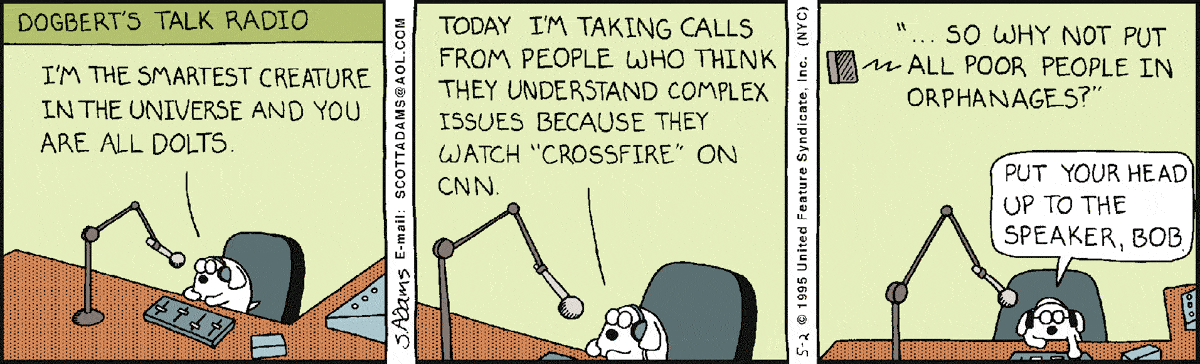 DOGBERT'S TALK RADIO
I'M THE SMARTEST CREATURE
IN THE UNIVERSE AND YOU
ARE ALL DOLTS.
S.Adams E-mail: SCOTTADAMS@AOL.COM
TODAY I'M TAKING CALLS
FROM PEOPLE WHO THINK
THEY UNDERSTAND COMPLEX
ISSUES BECAUSE THEY
WATCH "CROSSFIRE" ON
CNN.
5-2 © 1995 United Feature Syndicate, Inc. (NYC)
"... SO WHY NOT PUT
ALL POOR PEOPLE IN
ORPHANAGES?"
PUT YOUR HEAD
UP TO THE
SPEAKER, BOB.